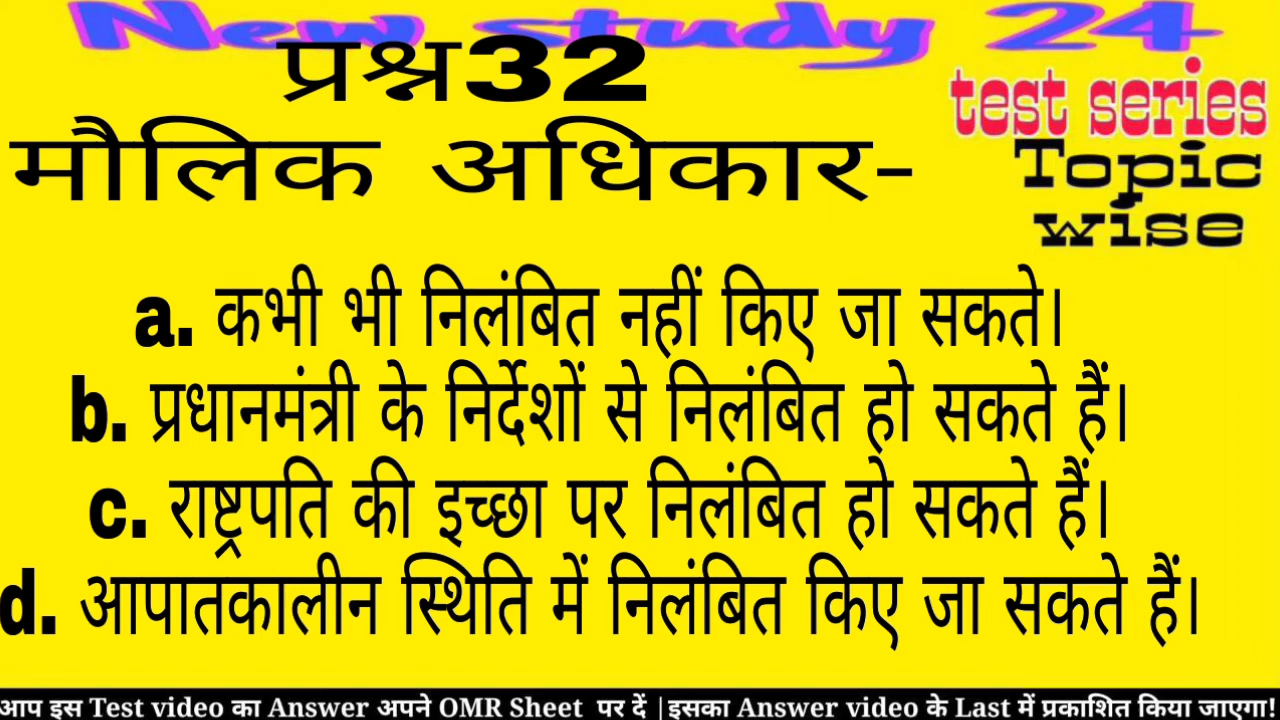 New study 24
प्रश्न32
test series
Topic
wise
मौलिक अधिकार-
a. कभी भी निलंबित नहीं किए जा सकते।
b. प्रधानमंत्री के निर्देशों से निलंबित हो सकते हैं।
c. राष्ट्रपति की इच्छा पर निलंबित हो सकते हैं।
d. आपातकालीन स्थिति में निलंबित किए जा सकते हैं।
आप इस Test video का Answer अपने OMR Sheet पर दें |इसका Answer video के Last में प्रकाशित किया जाएगा!